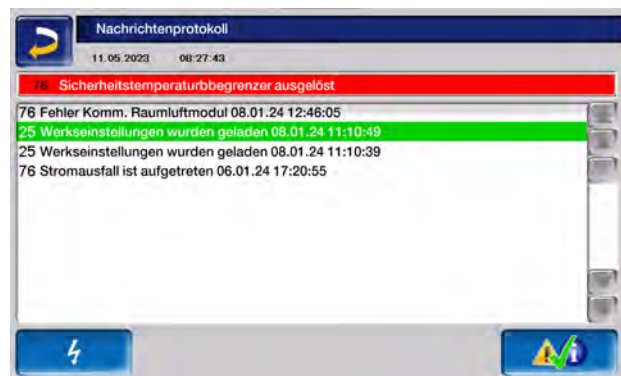 Nachrichtenprotokoll
11.05.2023 08:27:43
76 Sicherheitstemperaturbbegrenzer ausgelöst
76 Fehler Komm. Raumluftmodul 08.01.24 12:46:05
25 Werkseinstellungen wurden geladen 08.01.24 11:10:49
25 Werkseinstellungen wurden geladen 08.01.24 11:10:39
76 Stromausfall ist aufgetreten 06.01.24 17:20:55